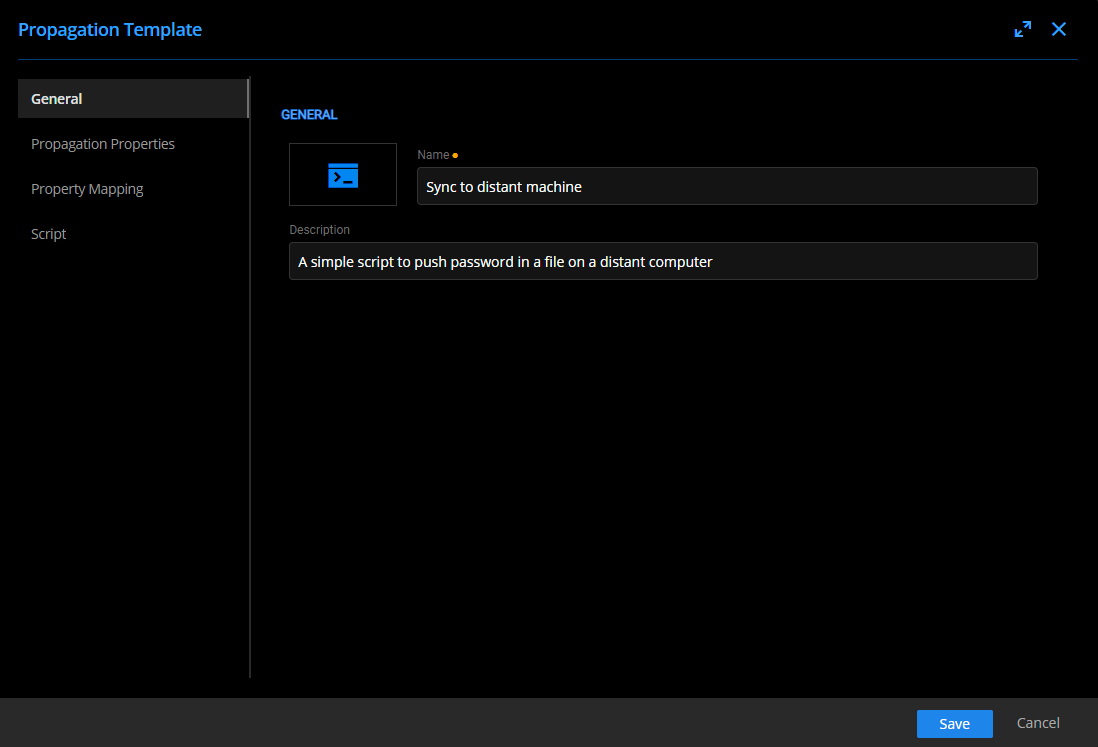 Propagation Template
General
Propagation Properties
Property Mapping
Script
GENERAL
Name
Sync to distant machine
Description
A simple script to push password in a file on a distant computer
Save
Cancel